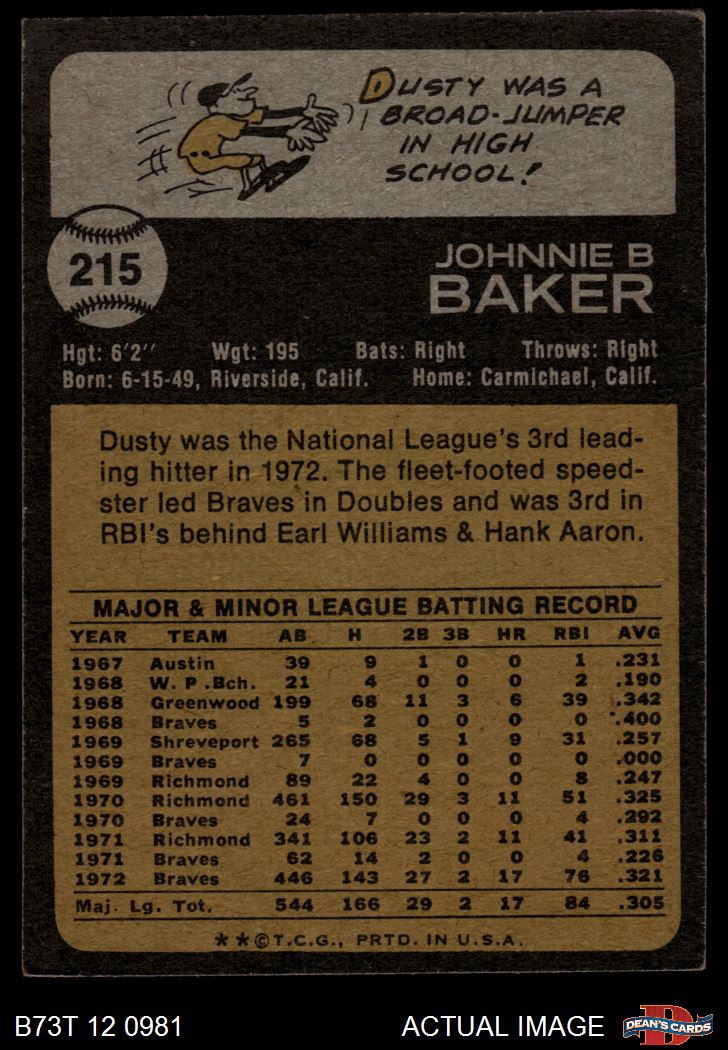 DUSTY WAS A
BROAD-JUMPER
IN HIGH
SCHOOL!
215
JOHNNIE B
BAKER
Hgt: 6'2" Wgt: 195 Bats: Right Throws: Right
Born: 6-15-49, Riverside, Calif. Home: Carmichael, Calif.
Dusty was the National League's 3rd lead-
ing hitter in 1972. The fleet-footed speed-
ster led Braves in Doubles and was 3rd in
RBI's behind Earl Williams & Hank Aaron.
MAJOR & MINOR LEAGUE BATTING RECORD
YEAR TEAM AB H 2B 3B HR RBI AVG
1967 Austin 39 9 1 0 0 1 .231
1968 W. P .Bch. 21 4 0 0 0 2 .190
1968 Greenwood 199 68 11 3 6 39 .342
1968 Braves 5 2 0 0 0 0 .400
1969 Shreveport 265 68 5 1 9 31 .257
1969 Braves 7 0 0 0 0 0 .000
1969 Richmond 89 22 4 0 0 8 .247
1970 Richmond 461 150 29 3 11 51 .325
1970 Braves 24 7 0 0 0 4 .292
1971 Richmond 341 106 23 2 11 41 .311
1971 Braves 62 14 2 0 0 4 .226
1972 Braves 446 143 27 2 17 76 .321
Maj. Lg. Tot. 544 166 29 2 17 84 .305
★★©T.C.G., PRTD. IN U.S.A.
B73T 12 0981 ACTUAL IMAGE DEAN'S CARDS